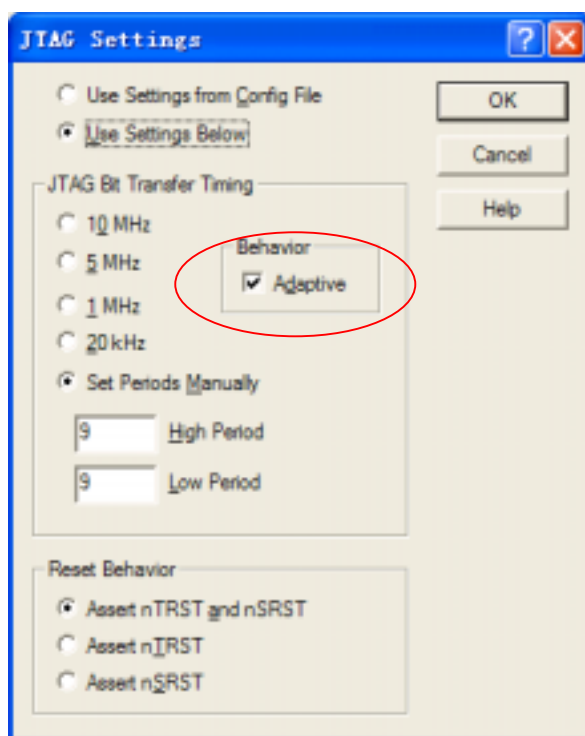 JTAG Settings
Use Settings from Config File
OK
Use Settings Below
Cancel
JTAG Bit Transfer Timing
Help
10 MHz
Behavior
5 MHz
Adaptive
1 MHz
20 kHz
Set Periods Manually
9 High Period
9 Low Period
Reset Behavior
Assert nTRST and nSRST
Assert nTRST
Assert nSRST